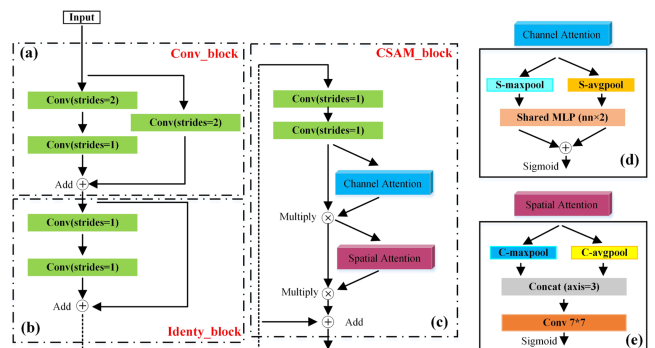 Input
(a)
Conv_block
Conv(strides=2)
Conv(strides=2)
Conv(strides=1)
Add
Conv(strides=1)
Conv(strides=1)
Add
(b)
Identy_block
CSAM_block
Conv(strides=1)
Conv(strides=1)
Channel Attention
Multiply
Spatial Attention
Multiply
(c)
Add
Channel Attention
S-maxpool
S-avgpool
Shared MLP (nn×2)
Sigmoid
(d)
Spatial Attention
C-maxpool
C-avgpool
Concat (axis=3)
Conv 7*7
Sigmoid
(e)